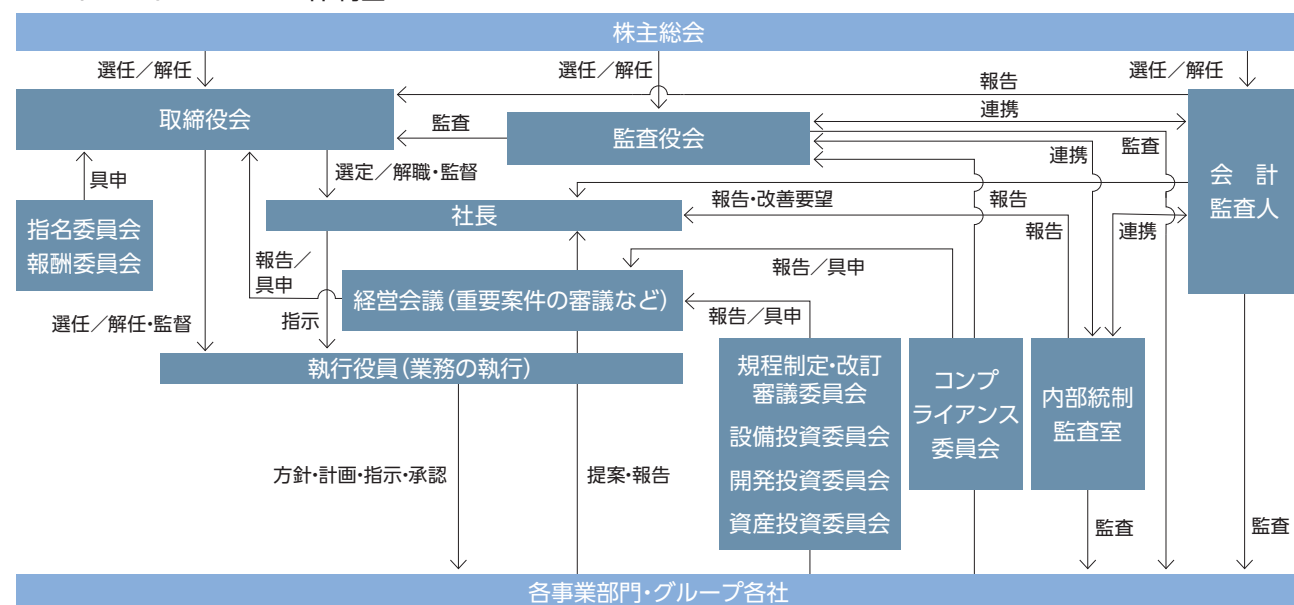 株主総会
選任／解任
選任／解任
選任／解任
報告
取締役会
監査
監査役会
連携
連携
監査
会 計
監査人
具申
選定／解職・監督
指名委員会
報酬委員会
社長
報告・改善要望
報告
報告
連携
報告／
具申
経営会議（重要案件の審議など）
報告／具申
報告／具申
選任／解任・監督
指示
執行役員（業務の執行）
規程制定・改訂
審議委員会
設備投資委員会
開発投資委員会
資産投資委員会
コンプ
ライアンス
委員会
内部統制
監査室
方針・計画・指示・承認
提案・報告
監査
監査
各事業部門・グループ各社